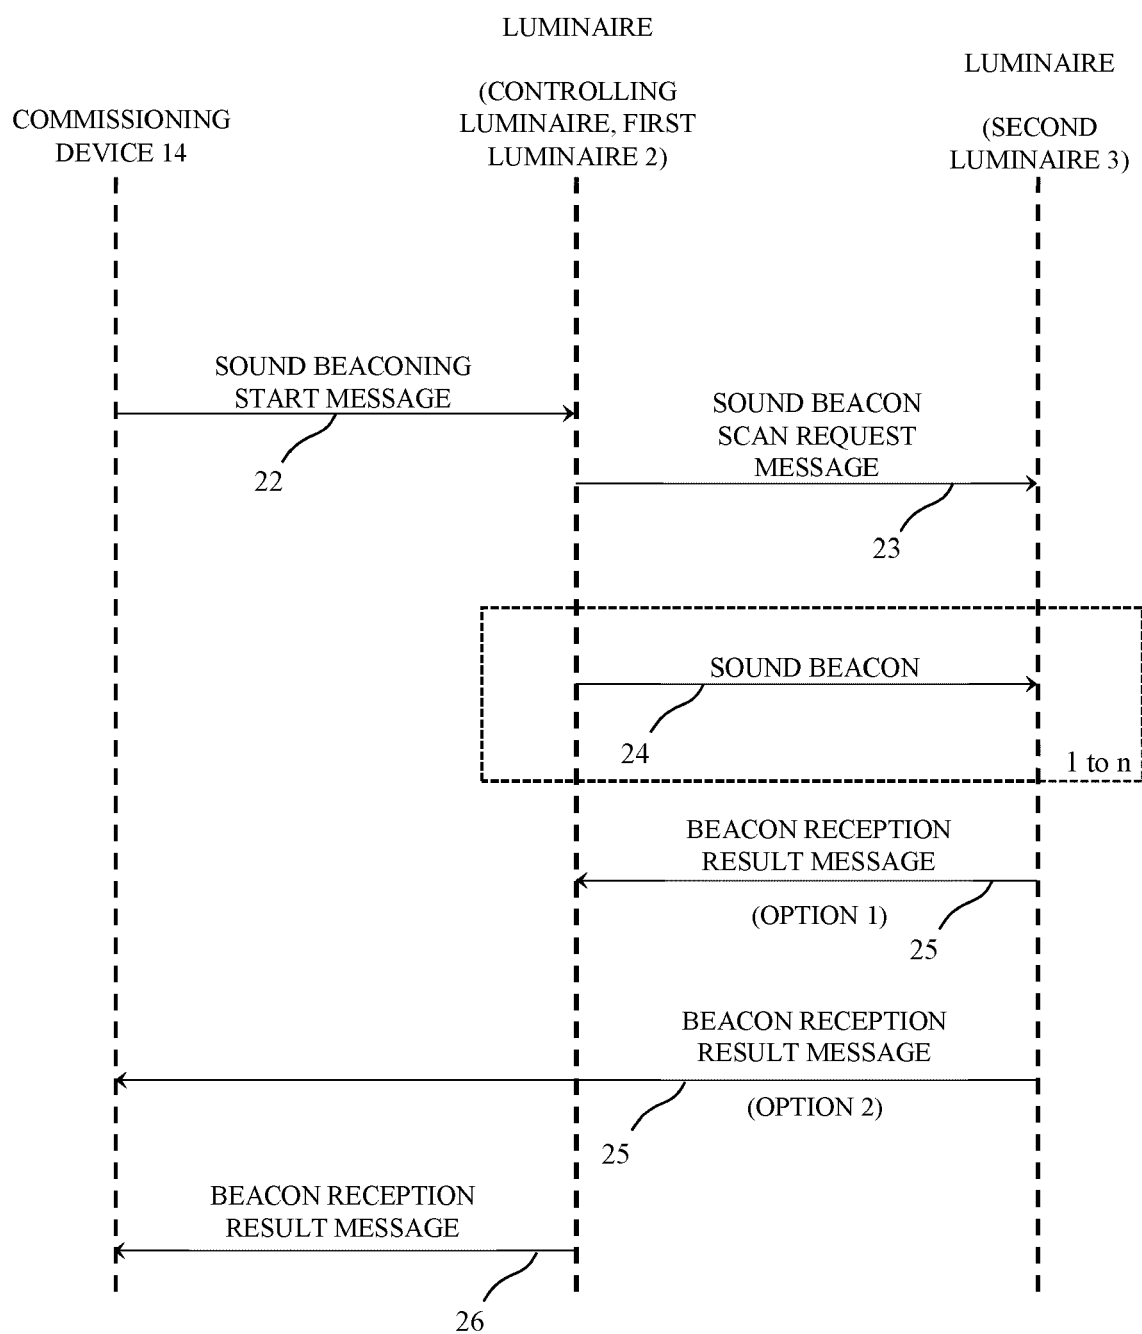 LUMINAIRE
(CONTROLLING
LUMINAIRE, FIRST
LUMINAIRE 2)
LUMINAIRE
(SECOND
LUMINAIRE 3)
COMMISSIONING
DEVICE 14
SOUND BEACONING
START MESSAGE
22
SOUND BEACON
SCAN REQUEST
MESSAGE
23
SOUND BEACON
24
1 to n
BEACON RECEPTION
RESULT MESSAGE
(OPTION 1)
25
BEACON RECEPTION
RESULT MESSAGE
(OPTION 2)
25
BEACON RECEPTION
RESULT MESSAGE
26